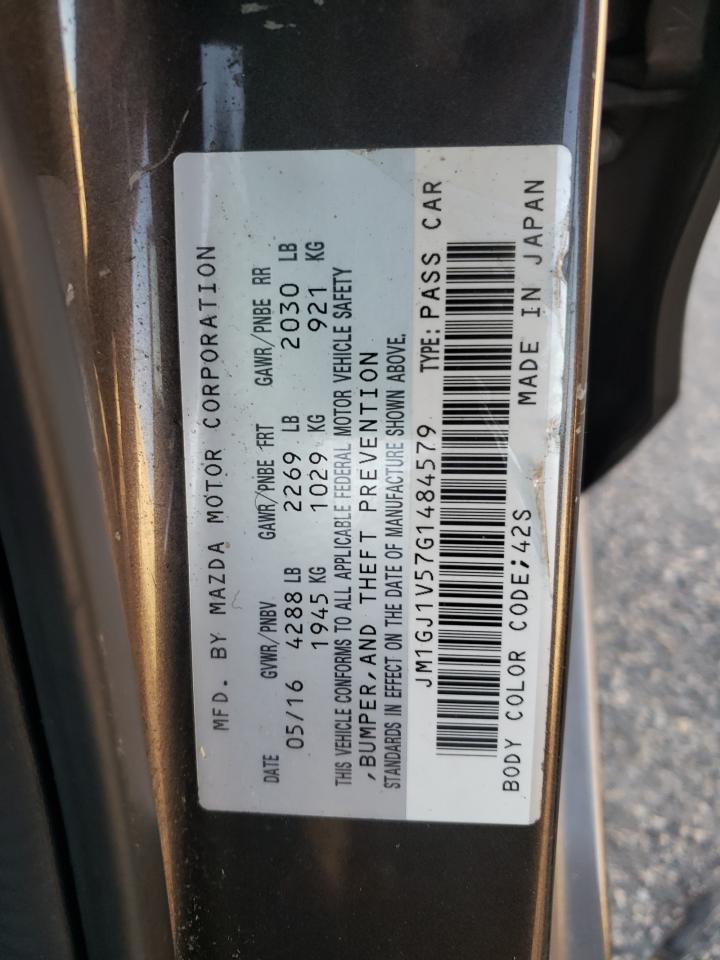 MFD. BY MAZDA MOTOR CORPORATION
DATE GVWR/PNBV GAWR/PNBE FRT GAWR/PNBE RR
05/16 4288 LB 2269 LB 2030 LB
1945 KG 1029 KG 921 KG
THIS VEHICLE CONFORMS TO ALL APPLICABLE FEDERAL MOTOR VEHICLE SAFETY
,BUMPER,AND THEFT PREVENTION
STANDARDS IN EFFECT ON THE DATE OF MANUFACTURE SHOWN ABOVE.
JM1GJ1V57G1484579 TYPE: PASS CAR
BODY COLOR CODE;42S MADE IN JAPAN